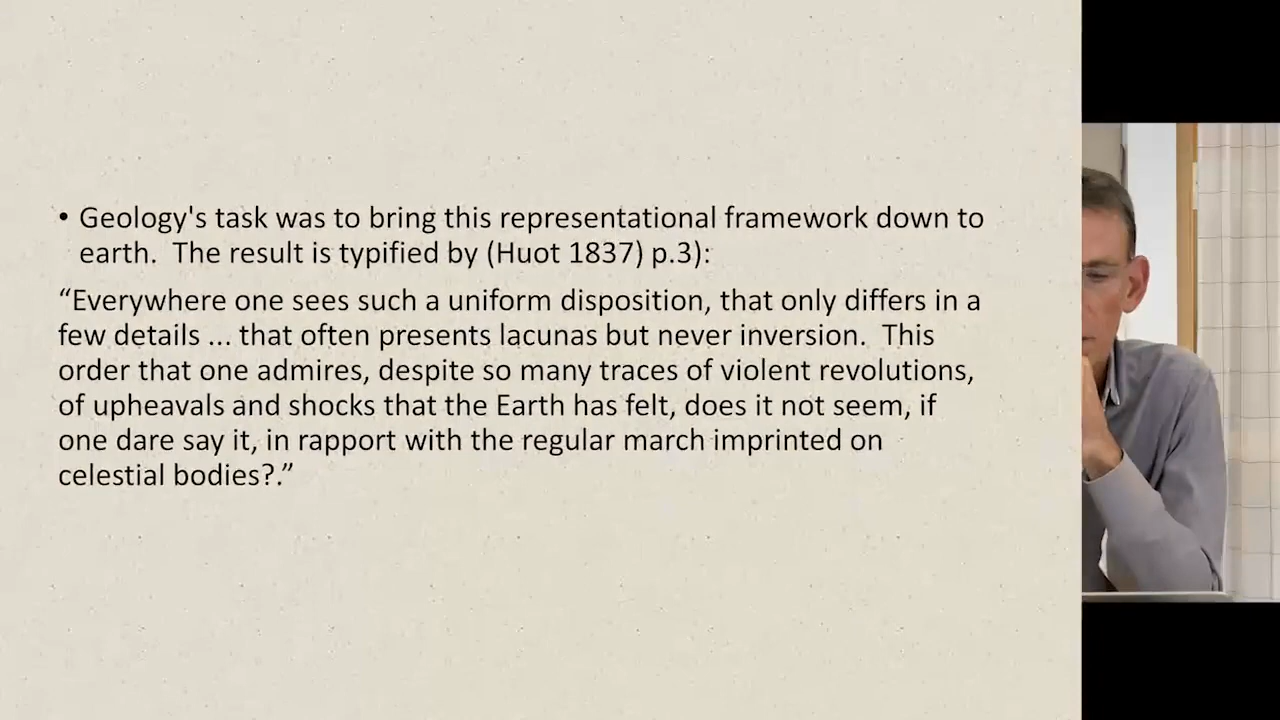 • Geology's task was to bring this representational framework down to
earth.  The result is typified by (Huot 1837) p.3):
“Everywhere one sees such a uniform disposition, that only differs in a
few details ... that often presents lacunas but never inversion.  This
order that one admires, despite so many traces of violent revolutions,
of upheavals and shocks that the Earth has felt, does it not seem, if
one dare say it, in rapport with the regular march imprinted on
celestial bodies?.”